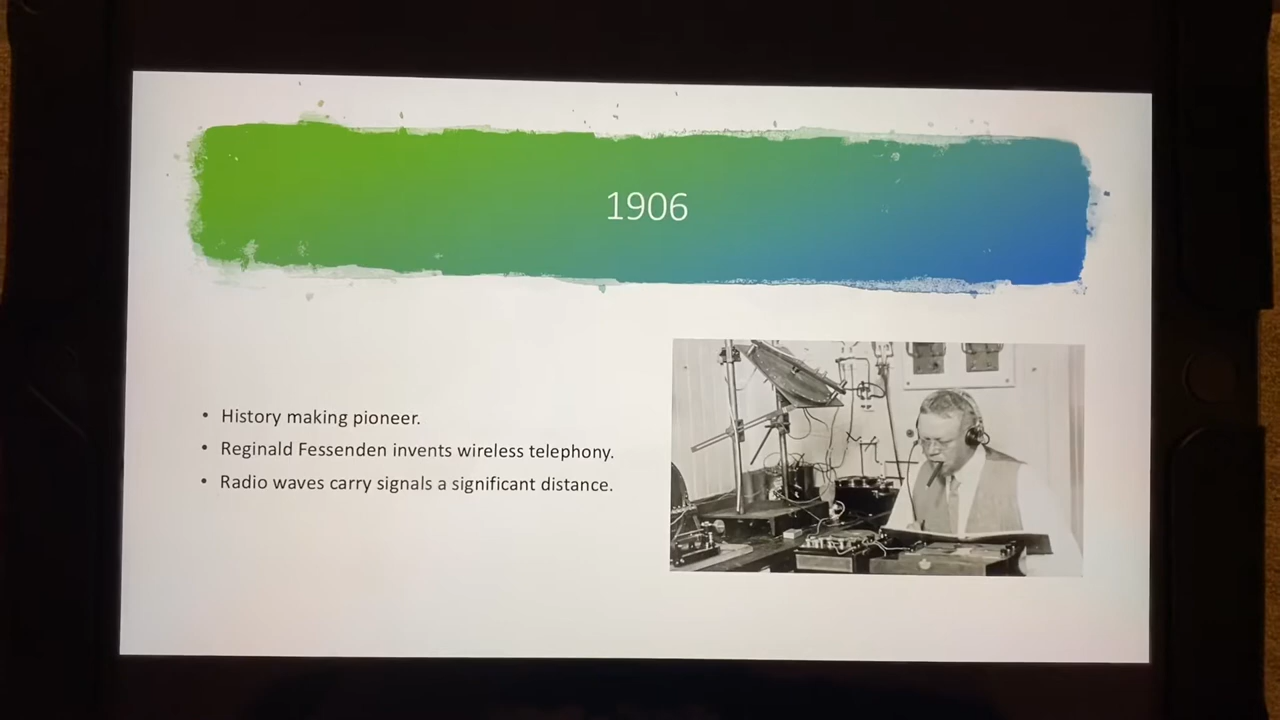 1906
• History making pioneer.
• Reginald Fessenden invents wireless telephony.
• Radio waves carry signals a significant distance.